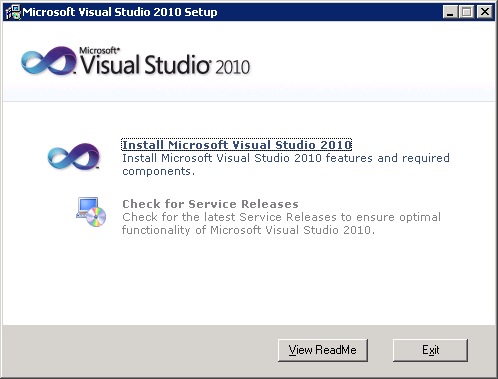 Microsoft Visual Studio 2010 Setup
Microsoft®
Visual Studio® 2010
Install Microsoft Visual Studio 2010
Install Microsoft Visual Studio 2010 features and required
components.
Check for Service Releases
Check for the latest Service Releases to ensure optimal
functionality of Microsoft Visual Studio 2010.
View ReadMe Exit